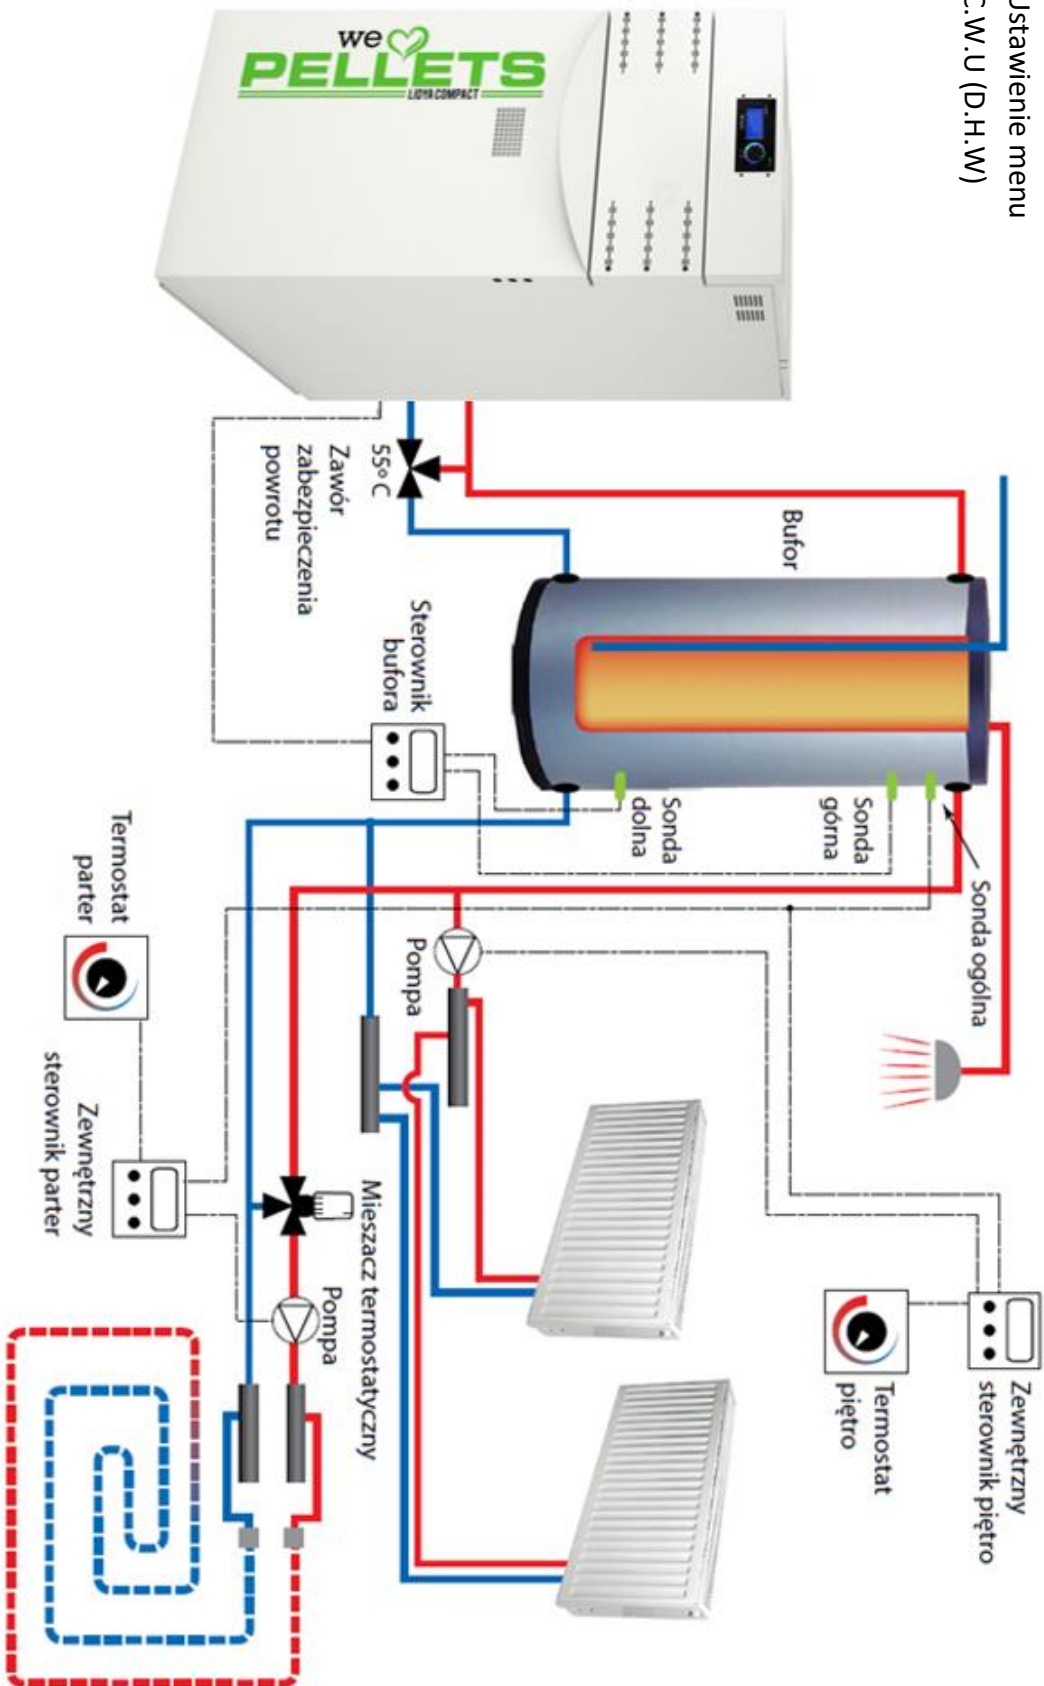 Ustawienie menu
C.W.U (D.H.W)
we
PELLETS
LIDYA COMPACT
55°C
Zawór
zabezpieczenia
powrotu
Bufor
Sterownik
bufora
Sonda
górna
Sonda
dolna
Sonda ogólna
Pompa
Termostat
parter
Zewnętrzny
sterownik parter
Mieszacz termostatyczny
Pompa
Termostat
piętro
Zewnętrzny
sterownik piętro